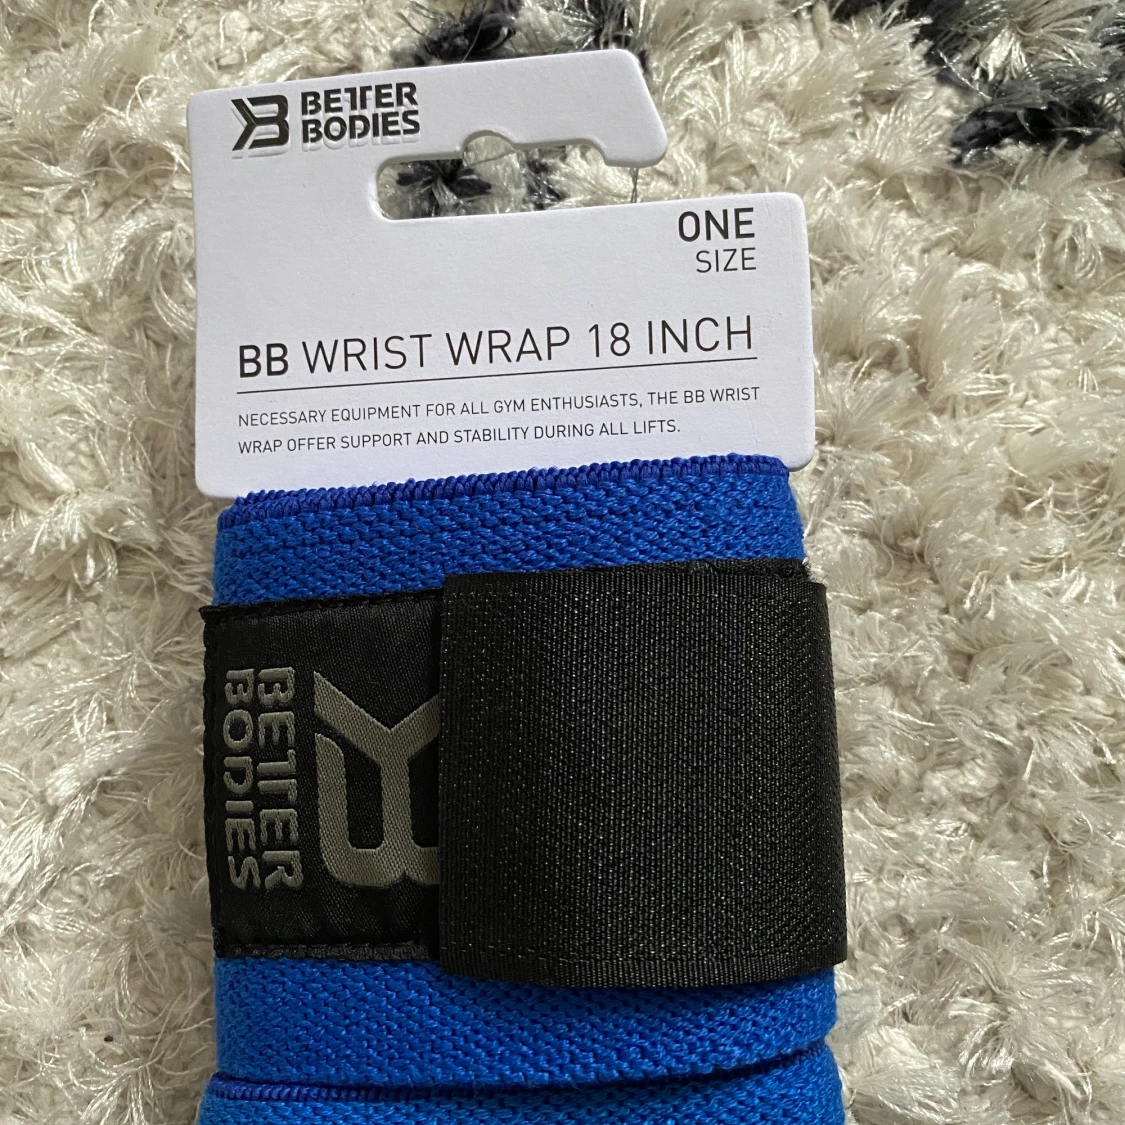 BETTER
BODIES
ONE
SIZE
BB WRIST WRAP 18 INCH
NECESSARY EQUIPMENT FOR ALL GYM ENTHUSIASTS, THE BB WRIST
WRAP OFFER SUPPORT AND STABILITY DURING ALL LIFTS.
BETTER
BODIES